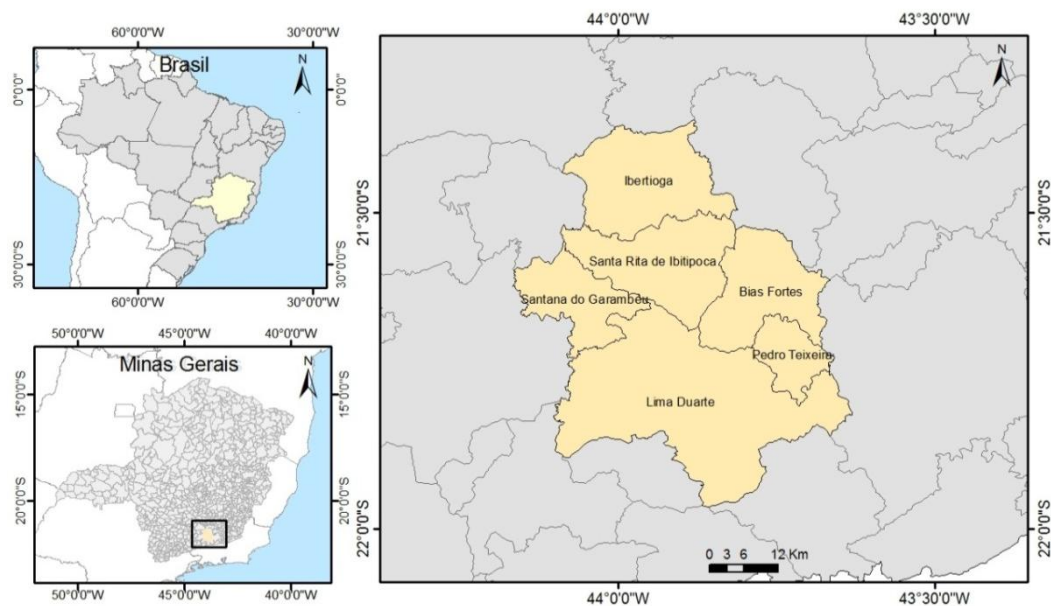 60°0'0"W 30°0'0"W
Brasil
N
0°0'0" 0°0'0"
30°0'0"S 30°0'0"S
60°0'0"W 30°0'0"W
50°0'0"W 45°0'0"W 40°0'0"W
Minas Gerais
N
15°0'0"S 15°0'0"S
20°0'0"S 20°0'0"S
50°0'0"W 45°0'0"W 40°0'0"W
44°0'0"W 43°30'0"W
N
Ibertioga
21°30'0"S 21°30'0"S
Santa Rita de Ibitipoca
Santana do Garambéu
Bias Fortes
Pedro Teixeira
Lima Duarte
22°0'0"S 22°0'0"S
0 3 6 12 Km
44°0'0"W 43°30'0"W